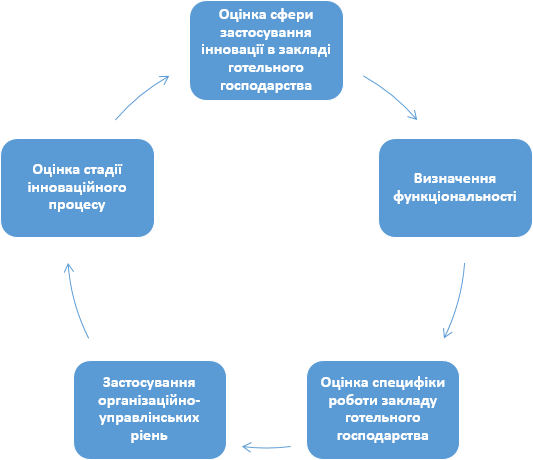 Оцінка сфери
застосування
інновації в закладі
готельного
господарства
Визначення
функціональності
Оцінка специфіки
роботи закладу
готельного
господарства
Застосування
організаційно-
управлінських
ріень
Оцінка стадії
інноваційного
процесу